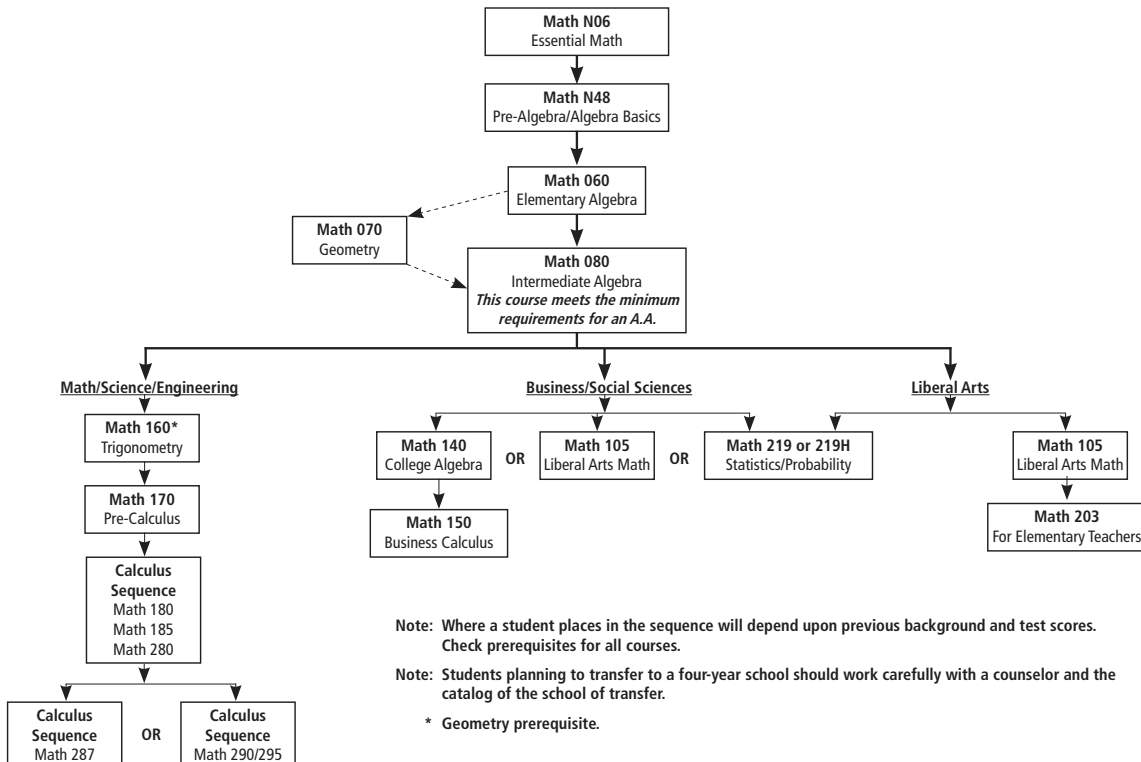 Math N06
Essential Math
Math N48
Pre-Algebra/Algebra Basics
Math 060
Elementary Algebra
Math 070
Geometry
Math 080
Intermediate Algebra
This course meets the minimum
requirements for an A.A.
Math/Science/Engineering
Math 160*
Trigonometry
Math 170
Pre-Calculus
Calculus
Sequence
Math 180
Math 185
Math 280
Calculus
Sequence
Math 287
OR
Calculus
Sequence
Math 290/295
Business/Social Sciences
Math 140
College Algebra
Math 150
Business Calculus
OR
Math 105
Liberal Arts Math
OR
Math 219 or 219H
Statistics/Probability
Liberal Arts
Math 105
Liberal Arts Math
Math 203
For Elementary Teachers
Note: Where a student places in the sequence will depend upon previous background and test scores.
Check prerequisites for all courses.
Note: Students planning to transfer to a four-year school should work carefully with a counselor and the
catalog of the school of transfer.
* Geometry prerequisite.